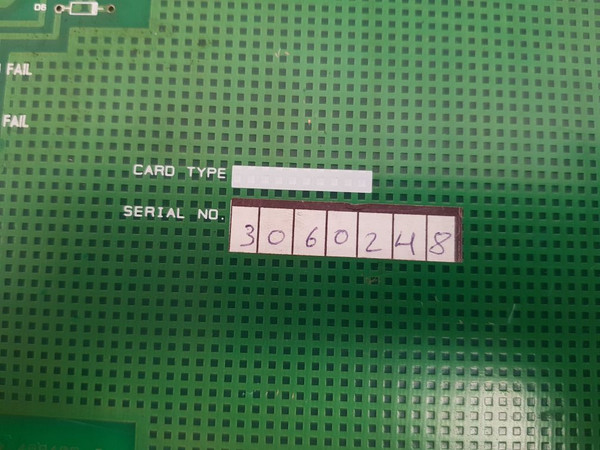 D8
FAIL
FAIL
CARD TYPE
SERIAL NO.
3060248